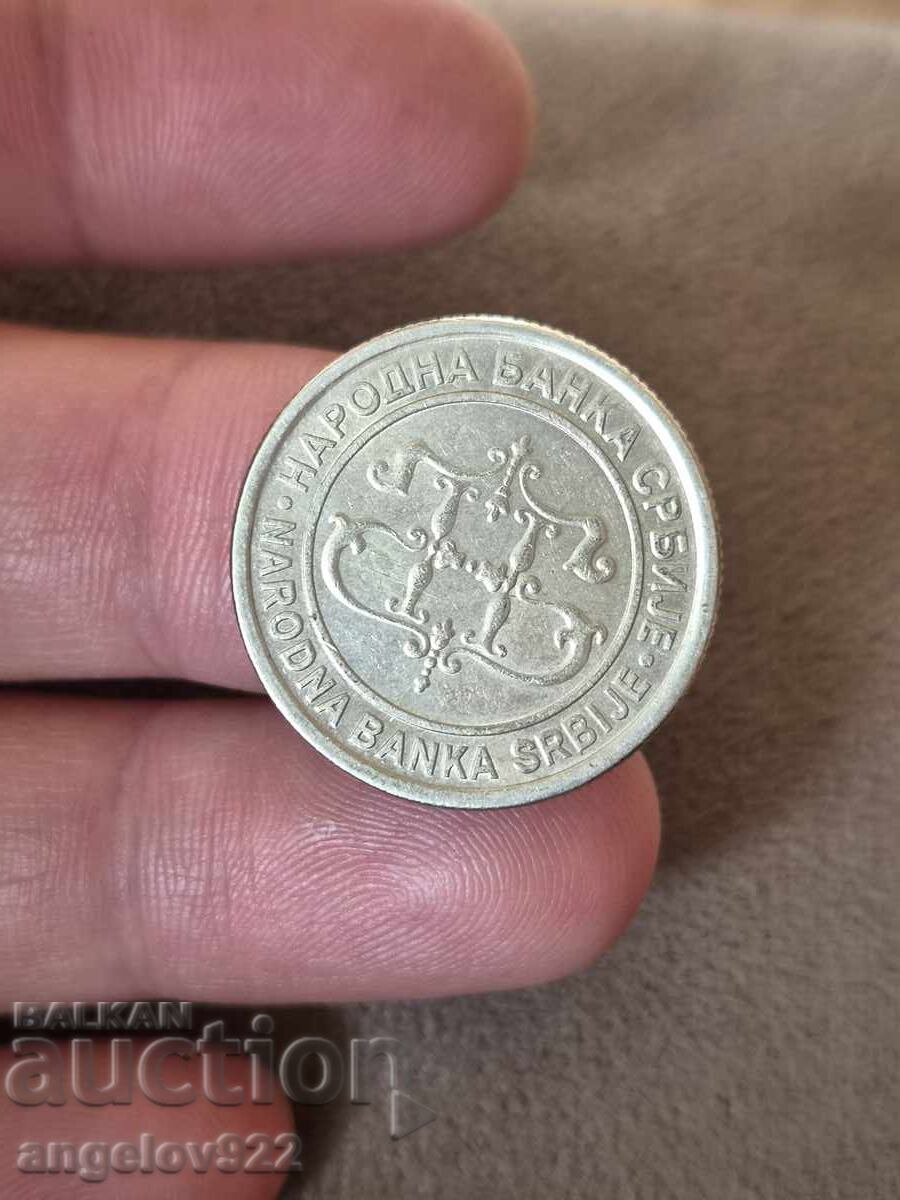 НАРОДНА БАНКА СРБИЈЕ
NARODNA BANKA SRBIJE
BALKAN
auction
angelov922